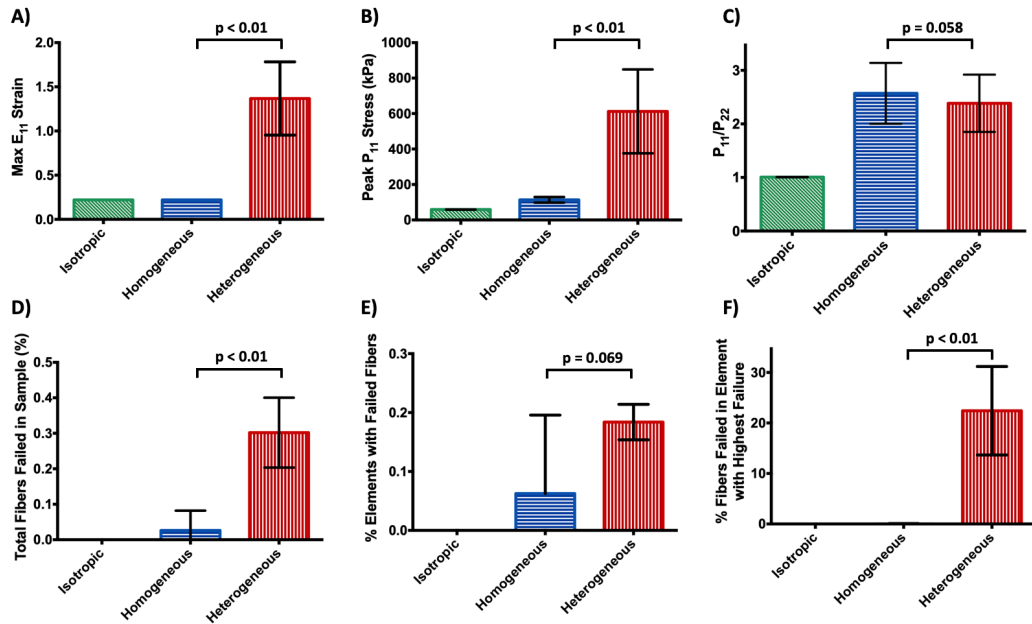 A)
p < 0.01
Max E11 Strain
2.0
1.5
1.0
0.5
0.0
Isotropic
Homogeneous
Heterogeneous
B)
p < 0.01
Peak P11 Stress (kPa)
1000
800
600
400
200
0
Isotropic
Homogeneous
Heterogeneous
C)
p = 0.058
P11/P22
3
2
1
0
Isotropic
Homogeneous
Heterogeneous
D)
p < 0.01
Total Fibers Failed in Sample (%)
0.5
0.4
0.3
0.2
0.1
0.0
Isotropic
Homogeneous
Heterogeneous
E)
p = 0.069
% Elements with Failed Fibers
0.3
0.2
0.1
0.0
Isotropic
Homogeneous
Heterogeneous
F)
p < 0.01
% Fibers Failed in Element
with Highest Failure
30
20
10
0
Isotropic
Homogeneous
Heterogeneous